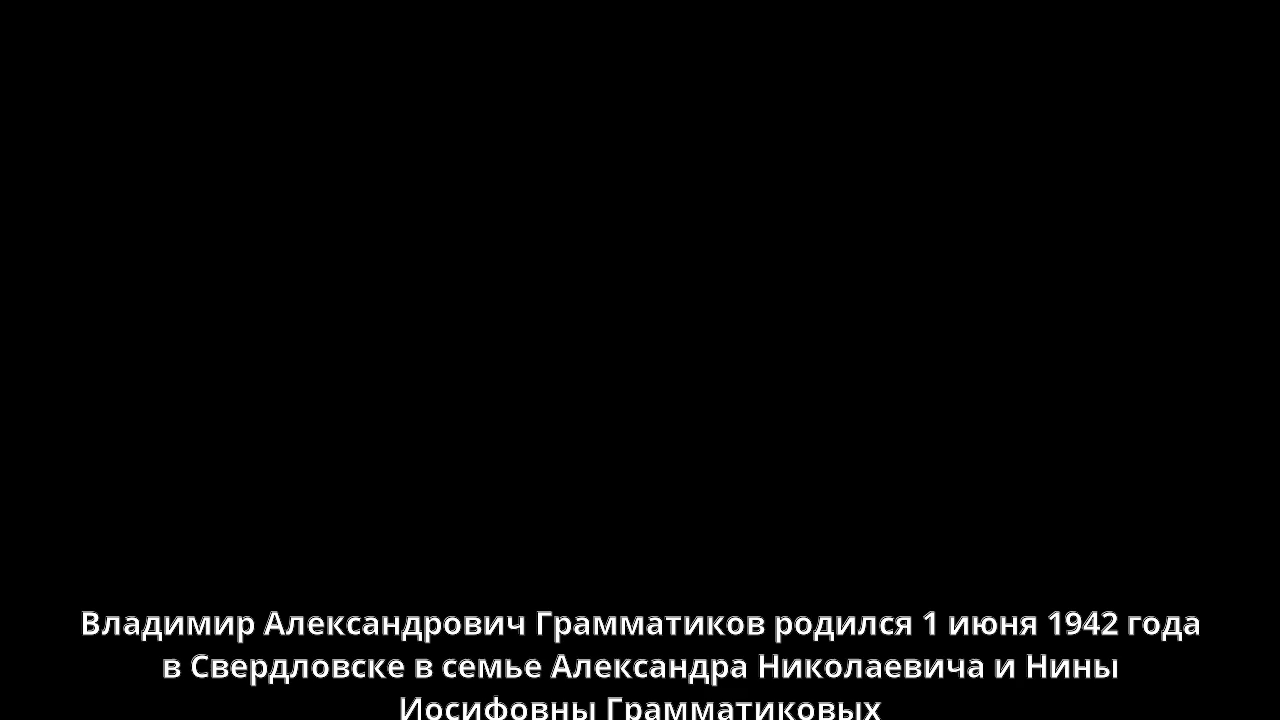 Владимир Александрович Грамматиков родился 1 июня 1942 года
в Свердловске в семье Александра Николаевича и Нины
Иосифовны Грамматиковых